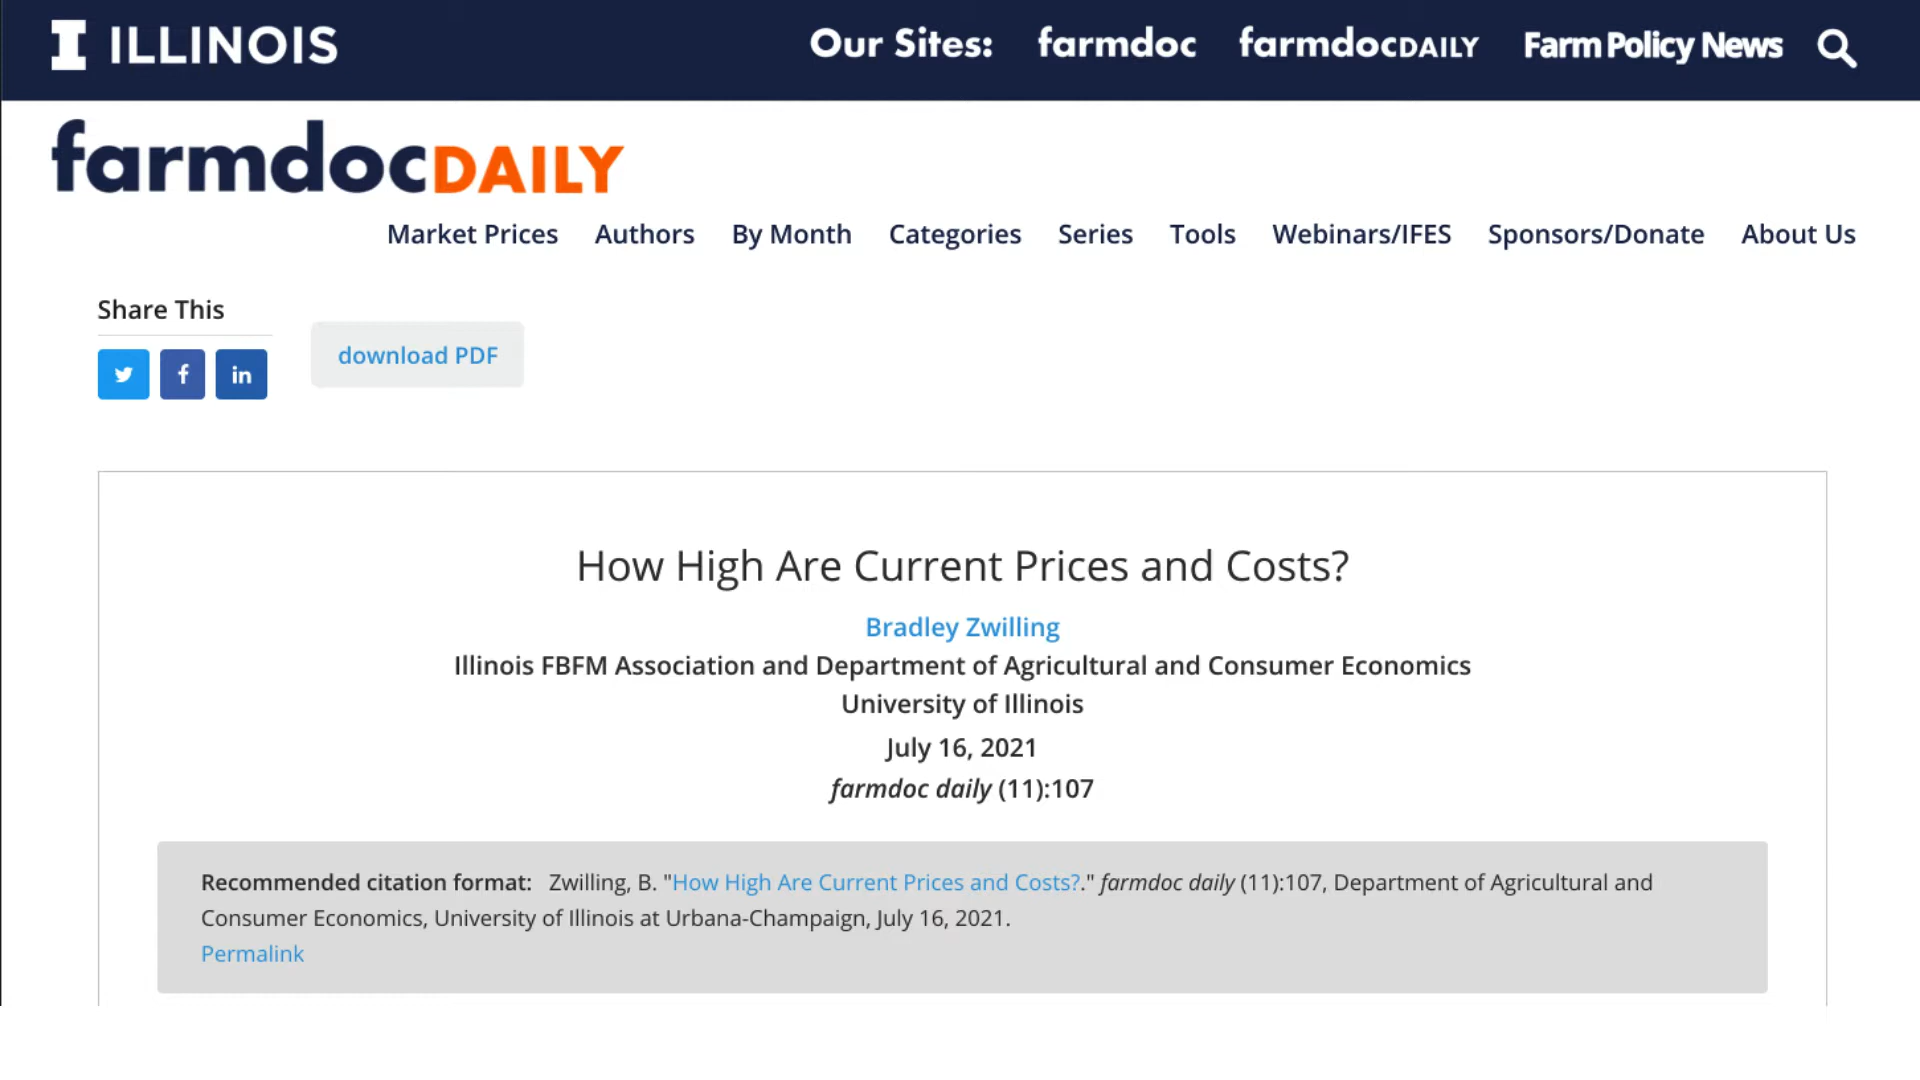 I ILLINOIS
Our Sites: farmdoc farmdocDAILY Farm Policy News
farmdocDAILY
Market Prices Authors By Month Categories Series Tools Webinars/IFES Sponsors/Donate About Us
Share This
download PDF
f in
How High Are Current Prices and Costs?
Bradley Zwilling
Illinois FBFM Association and Department of Agricultural and Consumer Economics
University of Illinois
July 16, 2021
farmdoc daily (11):107
Recommended citation format: Zwilling, B. "How High Are Current Prices and Costs?." farmdoc daily (11):107, Department of Agricultural and
Consumer Economics, University of Illinois at Urbana-Champaign, July 16, 2021.
Permalink